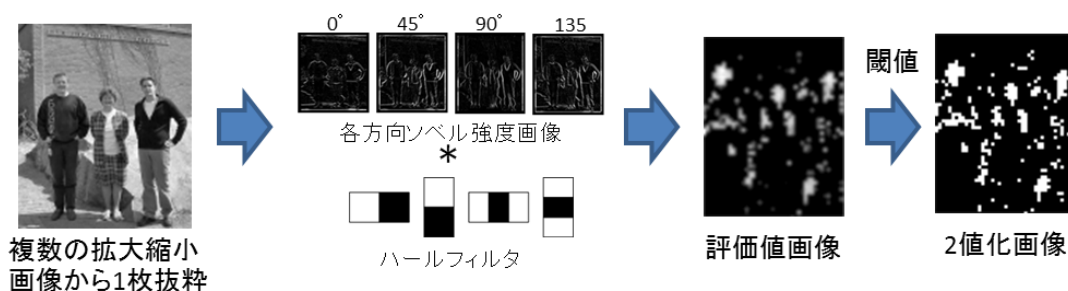 0° 45° 90° 135
閾値
各方向ソベル強度画像
*
ハールフィルタ
複数の拡大縮小
画像から1枚抜粋
評価値画像
2値化画像